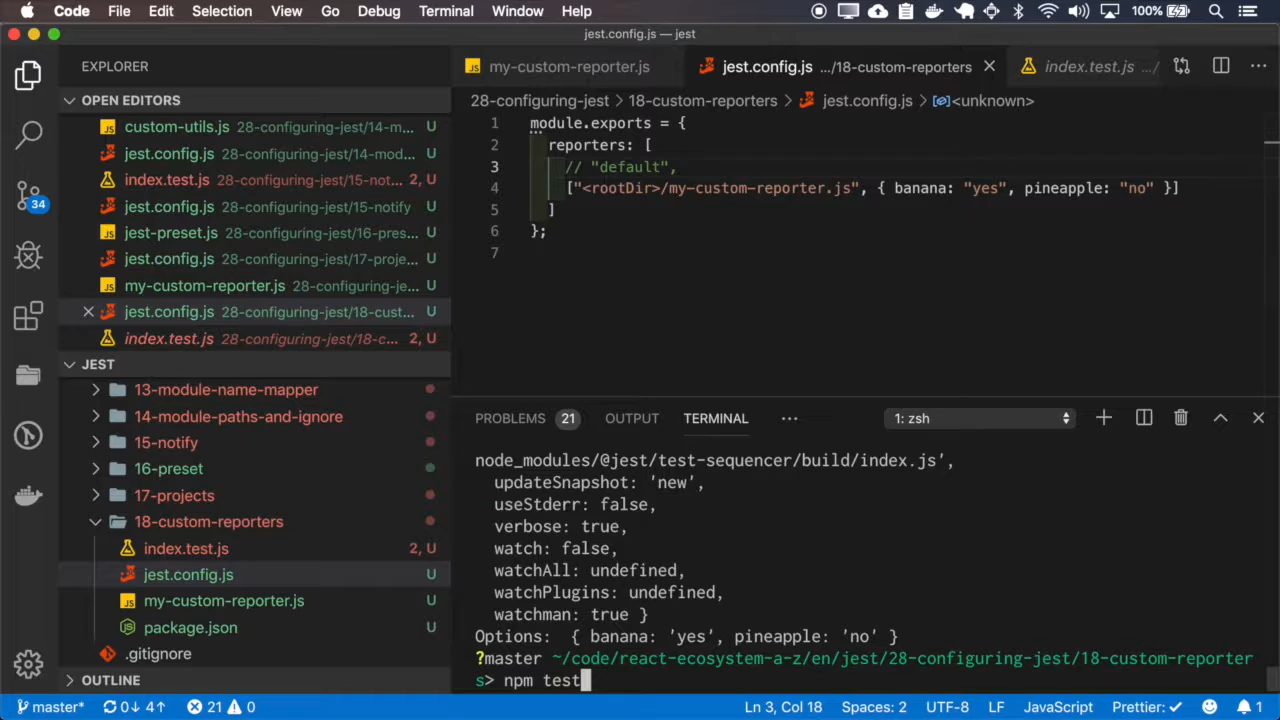 Code File Edit Selection View Go Debug Terminal Window Help 100%
jest.config.js — jest
EXPLORER
OPEN EDITORS
custom-utils.js 28-configuring-jest/14-m... U
jest.config.js 28-configuring-jest/14-mod... U
index.test.js 28-configuring-jest/15-not... 2, U
jest.config.js 28-configuring-jest/15-notify U
jest-preset.js 28-configuring-jest/16-pres... U
jest.config.js 28-configuring-jest/17-proje... U
my-custom-reporter.js 28-configuring-je... U
jest.config.js 28-configuring-jest/18-cust... U
index.test.js 28-configuring-jest/18-c... 2, U
JEST
13-module-name-mapper
14-module-paths-and-ignore
15-notify
16-preset
17-projects
18-custom-reporters
index.test.js 2, U
jest.config.js U
my-custom-reporter.js U
package.json U
.gitignore
OUTLINE
34
my-custom-reporter.js jest.config.js .../18-custom-reporters index.test.js .../
28-configuring-jest > 18-custom-reporters > jest.config.js > <unknown>
1 module.exports = {
2 reporters: [
3 // "default",
4 ["<rootDir>/my-custom-reporter.js", { banana: "yes", pineapple: "no" }]
5 ]
6 };
7
PROBLEMS 21 OUTPUT TERMINAL ··· 1: zsh
node_modules/@jest/test-sequencer/build/index.js',
updateSnapshot: 'new',
useStderr: false,
verbose: true,
watch: false,
watchAll: undefined,
watchPlugins: undefined,
watchman: true }
Options: { banana: 'yes', pineapple: 'no' }
?master ~/code/react-ecosystem-a-z/en/jest/28-configuring-jest/18-custom-reporter
s> npm test
master* 0↓ 4↑ 21 0 Ln 3, Col 18 Spaces: 2 UTF-8 LF JavaScript Prettier: ✓ 1